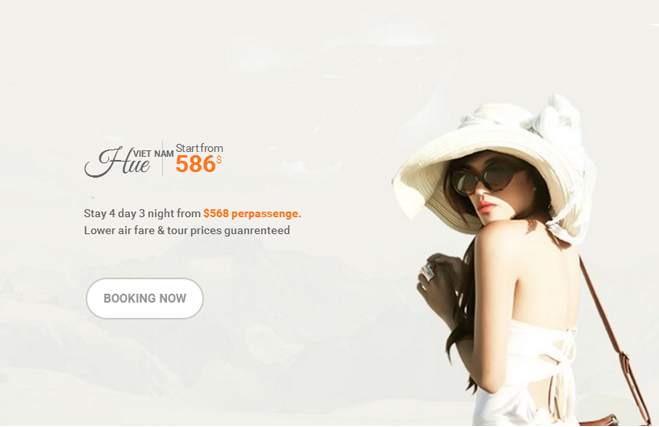 Hue VIET NAM
Start from
586$
Stay 4 day 3 night from $568 perpassenge.
Lower air fare & tour prices guanrenteed
BOOKING NOW